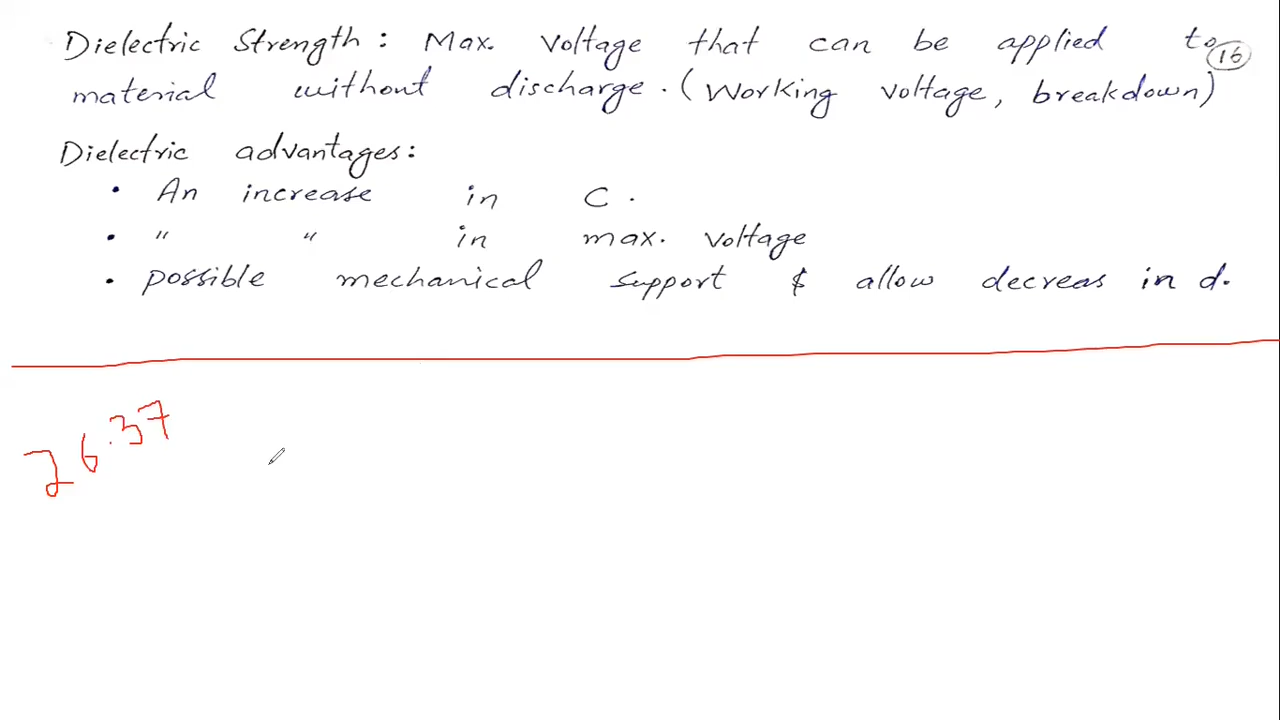 Dielectric Strength: Max. Voltage that can be applied to
16
material without discharge. (Working voltage, breakdown)
Dielectric advantages:
• An increase in C.
• " " in max. Voltage
• possible mechanical support & allow decreas in d.
26.37